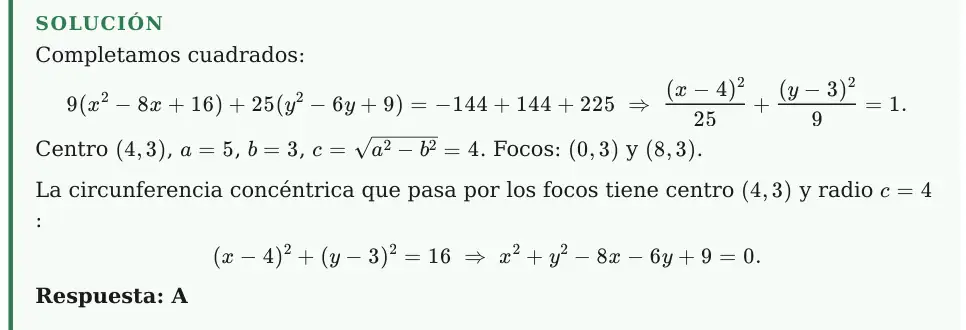 SOLUCIÓN
Completamos cuadrados:
9(x² − 8x + 16) + 25(y² − 6y + 9) = −144 + 144 + 225 ⇒ (x − 4)²/25 + (y − 3)²/9 = 1.
Centro (4, 3), a = 5, b = 3, c = √(a² − b²) = 4. Focos: (0, 3) y (8, 3).
La circunferencia concéntrica que pasa por los focos tiene centro (4, 3) y radio c = 4
:
(x − 4)² + (y − 3)² = 16 ⇒ x² + y² − 8x − 6y + 9 = 0.
Respuesta: A